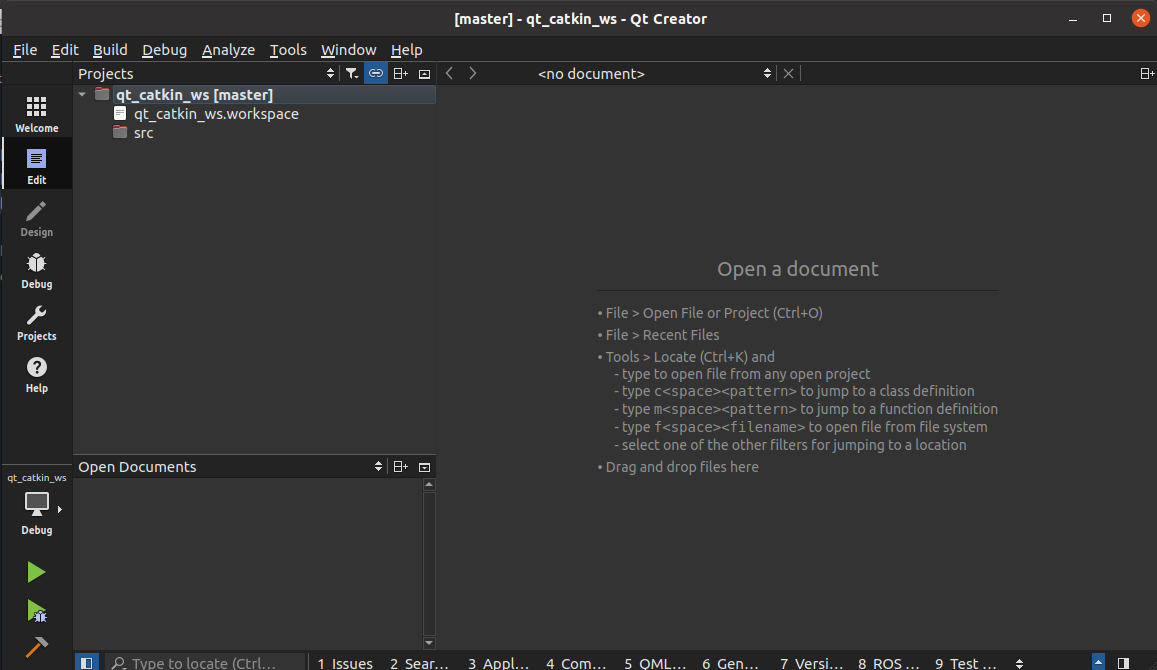 [master] - qt_catkin_ws - Qt Creator
File Edit Build Debug Analyze Tools Window Help
Projects
<no document>
Welcome
Edit
Design
Debug
Projects
Help
qt_catkin_ws [master]
qt_catkin_ws.workspace
src
Open a document
• File > Open File or Project (Ctrl+O)
• File > Recent Files
• Tools > Locate (Ctrl+K) and
- type to open file from any open project
- type c<space><pattern> to jump to a class definition
- type m<space><pattern> to jump to a function definition
- type f<space><filename> to open file from file system
- select one of the other filters for jumping to a location
• Drag and drop files here
Open Documents
qt_catkin_ws
Debug
Type to locate (Ctrl...
1 Issues 2 Sear... 3 Appl... 4 Com... 5 QML... 6 Gen... 7 Versi... 8 ROS ... 9 Test ...